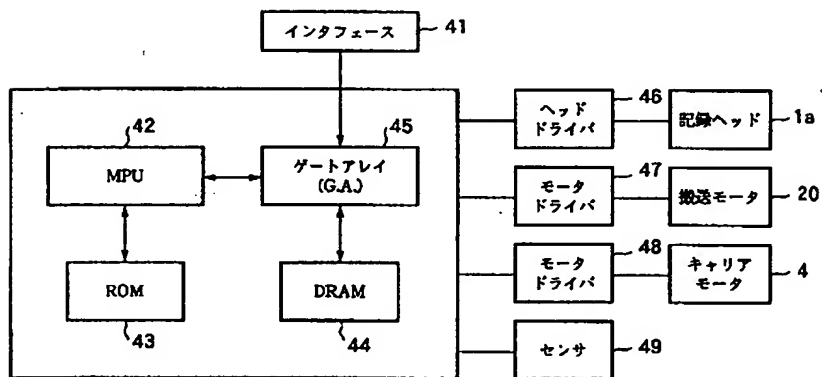 インタフェース
41
42
MPU
45
ゲートアレイ
(G.A.)
ROM
43
DRAM
44
ヘッド
ドライバ
46
記録ヘッド
1a
モータ
ドライバ
47
搬送モータ
20
モータ
ドライバ
48
キャリア
モータ
4
センサ
49